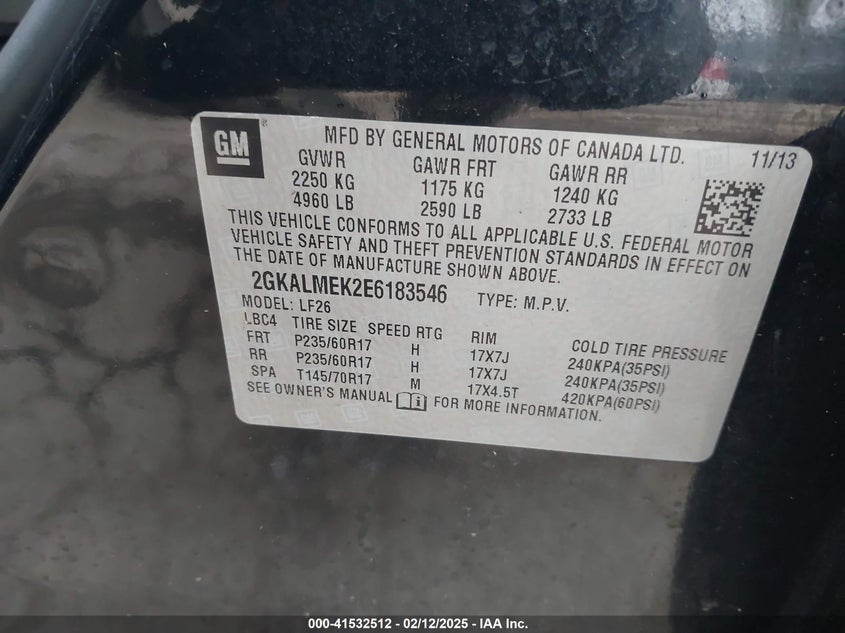 GM ®
MFD BY GENERAL MOTORS OF CANADA LTD. 11/13
GVWR GAWR FRT GAWR RR
2250 KG 1175 KG 1240 KG
4960 LB 2590 LB 2733 LB
THIS VEHICLE CONFORMS TO ALL APPLICABLE U.S. FEDERAL MOTOR
VEHICLE SAFETY AND THEFT PREVENTION STANDARDS IN EFFECT ON
THE DATE OF MANUFACTURE SHOWN ABOVE.
2GKALMEK2E6183546 TYPE: M.P.V.
MODEL: LF26
LBC4 TIRE SIZE SPEED RTG RIM COLD TIRE PRESSURE
FRT P235/60R17 H 17X7J 240KPA(35PSI)
RR P235/60R17 H 17X7J 240KPA(35PSI)
SPA T145/70R17 M 17X4.5T 420KPA(60PSI)
SEE OWNER'S MANUAL i FOR MORE INFORMATION.
000-41532512 - 02/12/2025 - IAA Inc.